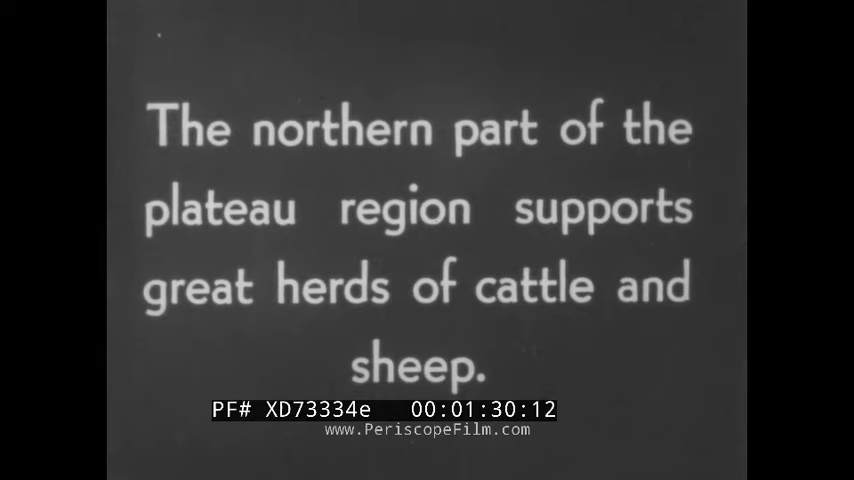 The northern part of the
plateau region supports
great herds of cattle and
sheep.
PF# XD73334e 00:01:30:12
www.PeriscopeFilm.com